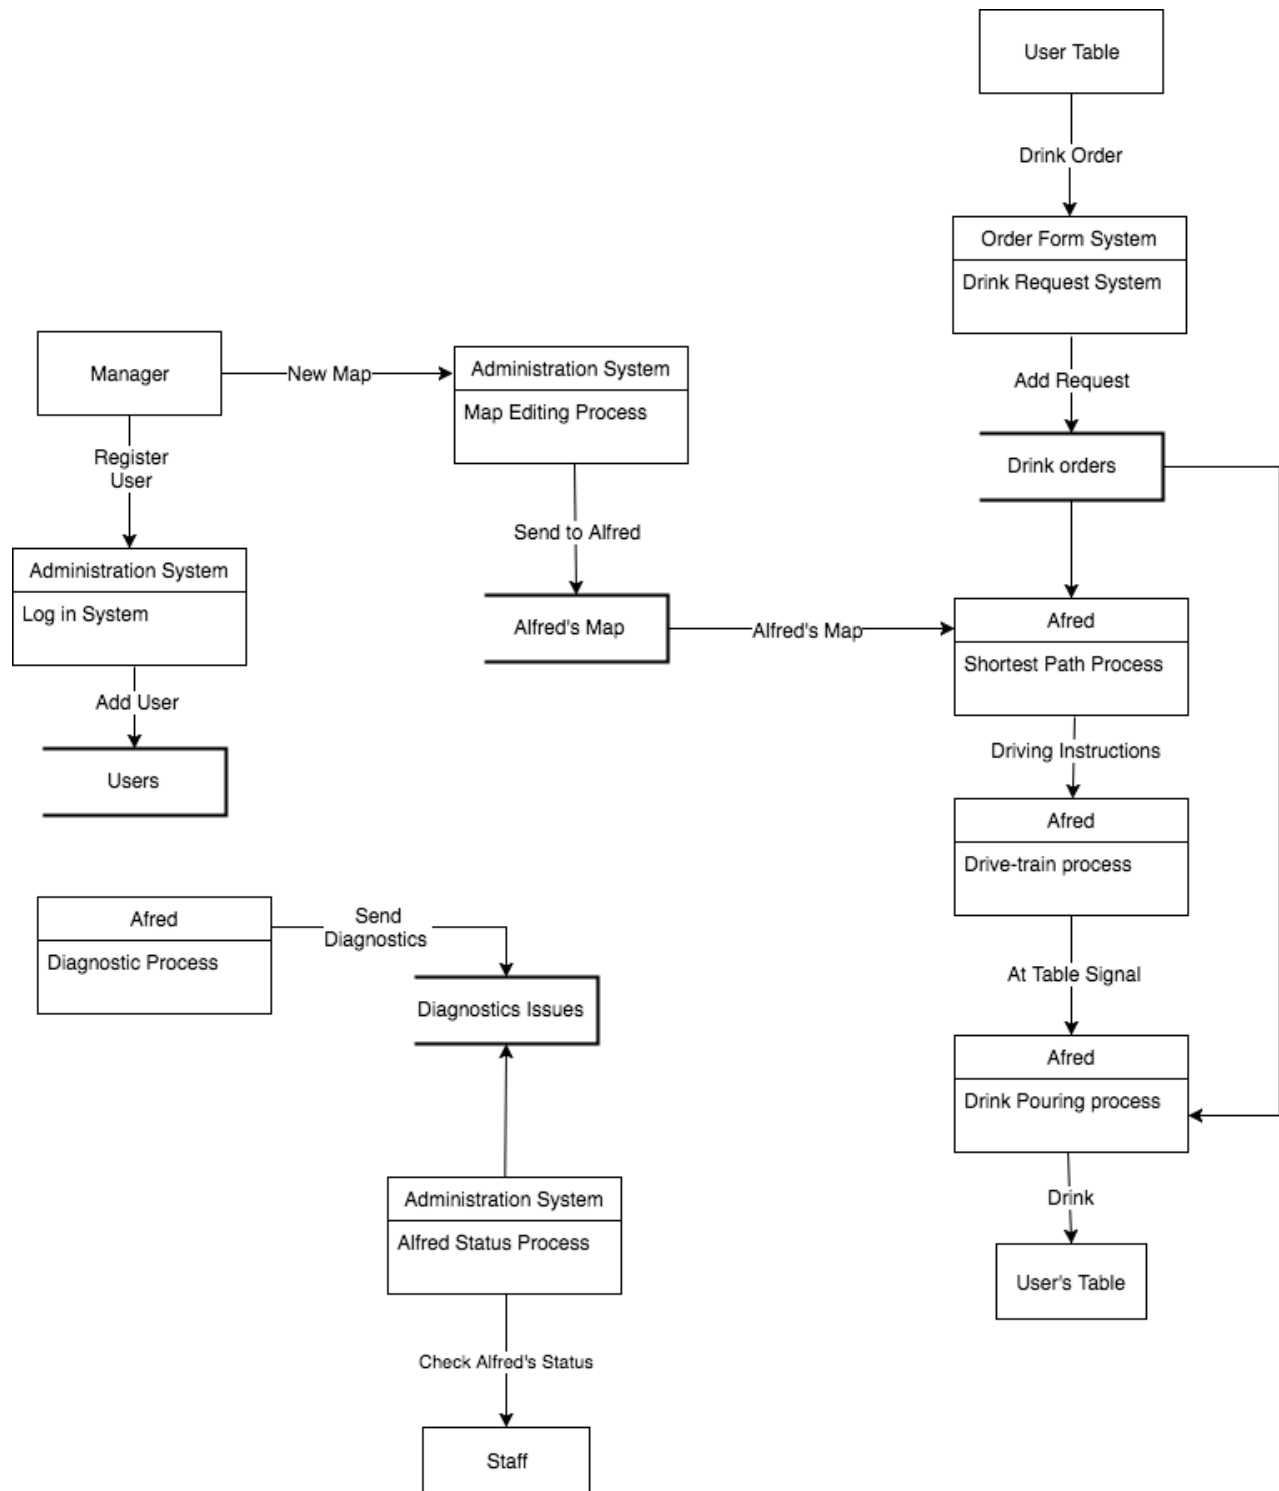 User Table
Drink Order
Order Form System
Drink Request System
Add Request
Drink orders
Manager
New Map
Administration System
Map Editing Process
Register
User
Send to Alfred
Administration System
Log in System
Alfred's Map
Alfred's Map
Afred
Shortest Path Process
Add User
Users
Driving Instructions
Afred
Drive-train process
Afred
Diagnostic Process
Send
Diagnostics
Diagnostics Issues
At Table Signal
Afred
Drink Pouring process
Administration System
Alfred Status Process
Drink
User's Table
Check Alfred's Status
Staff